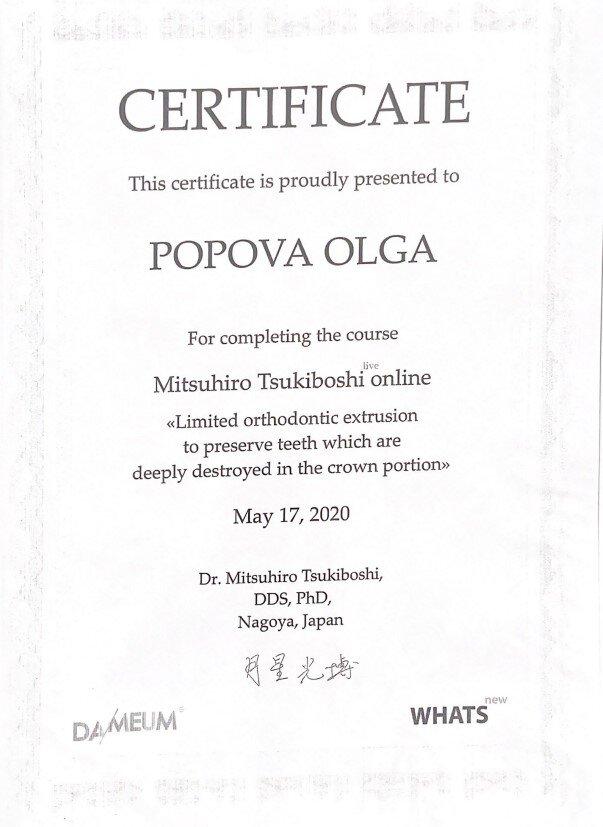 CERTIFICATE
This certificate is proudly presented to
POPOVA OLGA
For completing the course
Mitsuhiro Tsukiboshi live online
«Limited orthodontic extrusion
to preserve teeth which are
deeply destroyed in the crown portion»
May 17, 2020
Dr. Mitsuhiro Tsukiboshi,
DDS, PhD,
Nagoya, Japan
月星光博
DAMEUM®
WHATS new